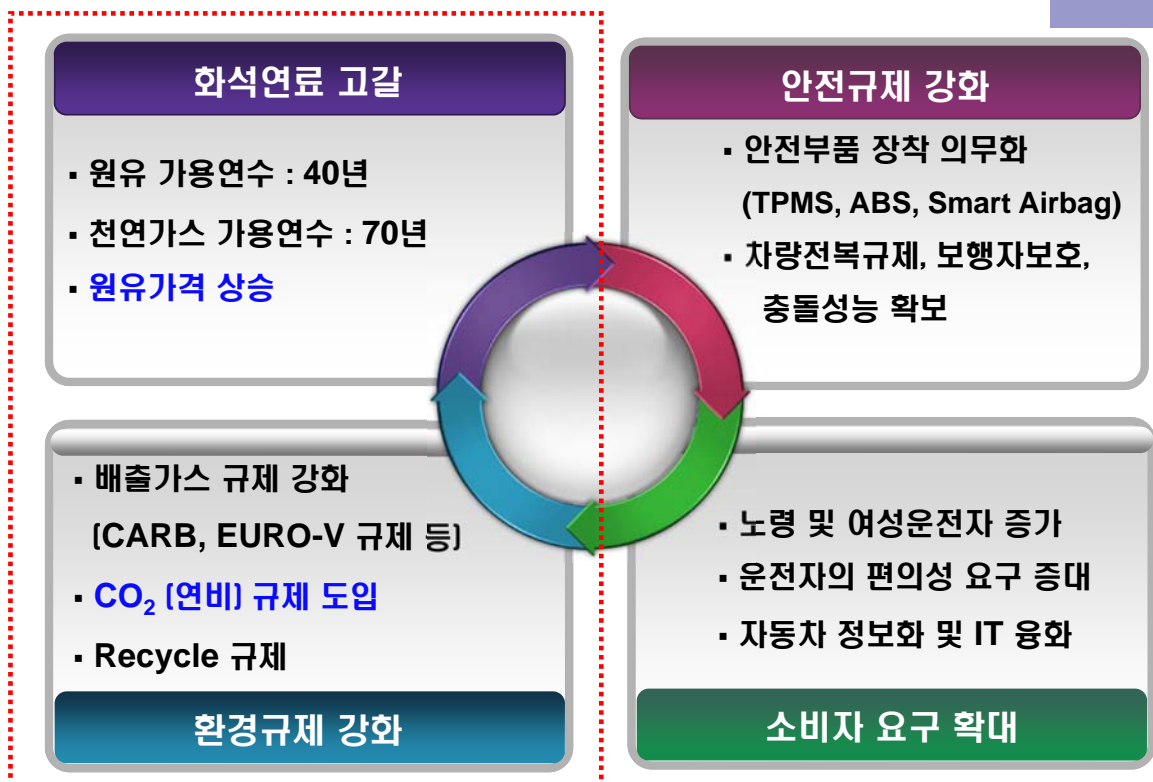 화석연료 고갈
▪ 원유 가용연수 : 40년
▪ 천연가스 가용연수 : 70년
▪ 원유가격 상승
안전규제 강화
▪ 안전부품 장착 의무화
(TPMS, ABS, Smart Airbag)
▪ 차량전복규제, 보행자보호,
충돌성능 확보
▪ 배출가스 규제 강화
(CARB, EURO-V 규제 등)
▪ CO₂ (연비) 규제 도입
▪ Recycle 규제
환경규제 강화
▪ 노령 및 여성운전자 증가
▪ 운전자의 편의성 요구 증대
▪ 자동차 정보화 및 IT 융화
소비자 요구 확대